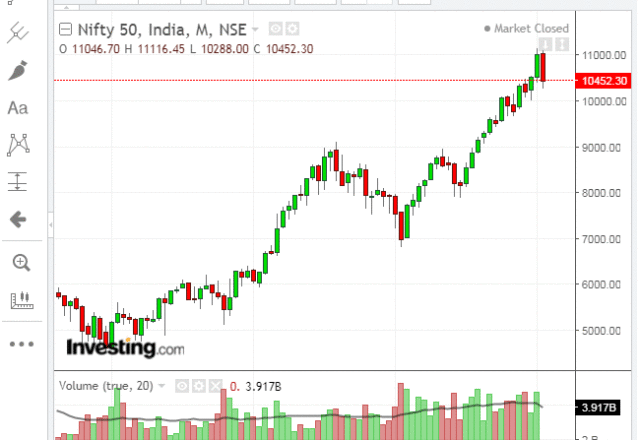 Nifty 50, India, M, NSE
Market Closed
O 11046.70 H 11116.45 L 10288.00 C 10452.30
11000.00
10452.30
10000.00
Aa
9000.00
8000.00
7000.00
6000.00
5000.00
Investing.com
Volume (true, 20)
0. 3.917B
3.917B